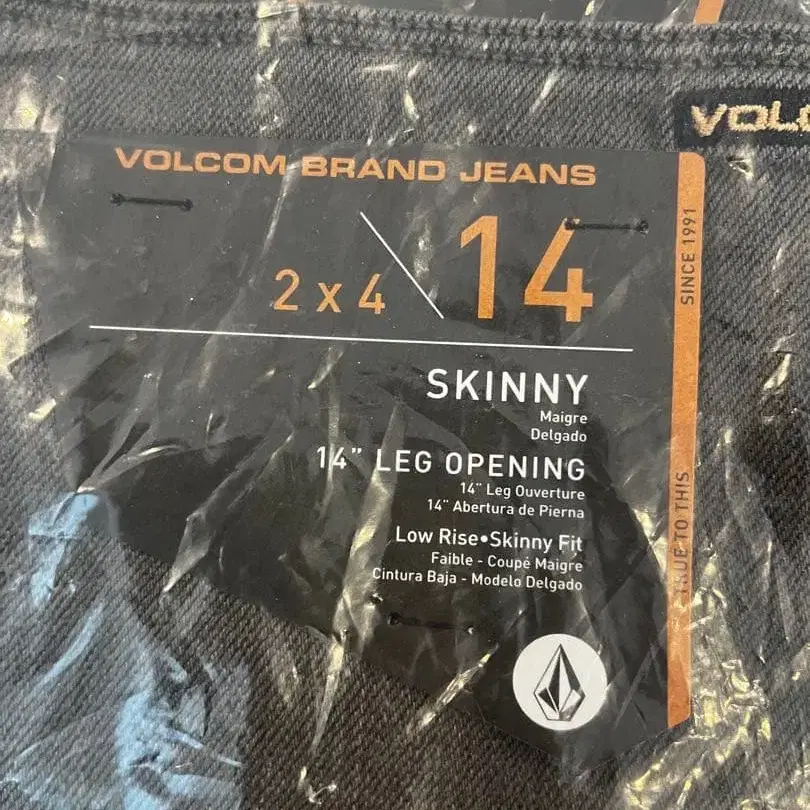 VOLCOM BRAND JEANS
2 x 4 \ 14
SKINNY
Maigre
Delgado
14" LEG OPENING
14" Leg Ouverture
14" Abertura de Pierna
Low Rise•Skinny Fit
Faible - Coupé Maigre
Cintura Baja - Modelo Delgado
SINCE 1991
TRUE TO THIS
VOLC